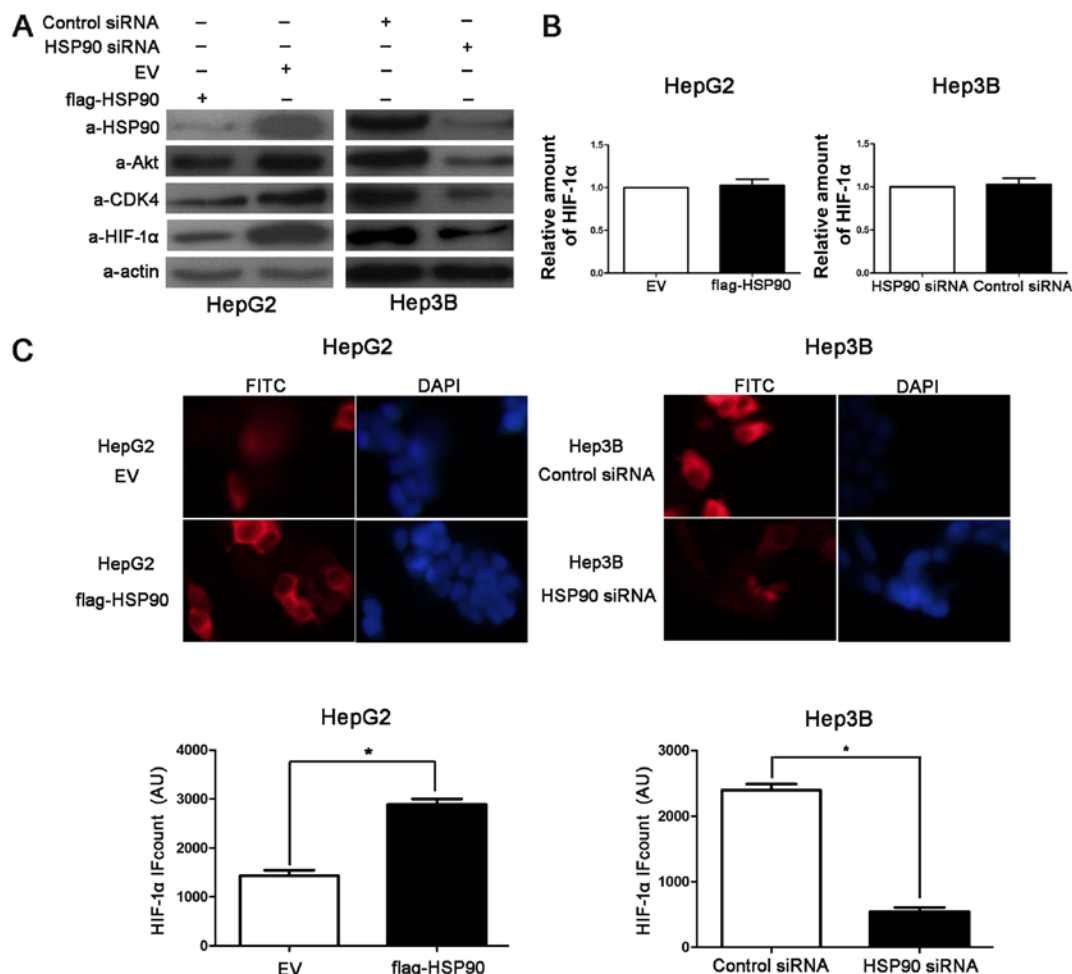 A
Control siRNA – – + –
HSP90 siRNA – – – +
EV – + – –
flag-HSP90 + – – –
a-HSP90
a-Akt
a-CDK4
a-HIF-1α
a-actin
HepG2 Hep3B
B
HepG2 Hep3B
Relative amount
of HIF-1α
1.5
1.0
0.5
0.0
EV flag-HSP90
Relative amount
of HIF-1α
1.5
1.0
0.5
0.0
HSP90 siRNA Control siRNA
C
HepG2 Hep3B
FITC DAPI FITC DAPI
HepG2
EV
Hep3B
Control siRNA
HepG2
flag-HSP90
Hep3B
HSP90 siRNA
HepG2
HIF-1α IFcount (AU)
4000
3000
2000
1000
0
*
EV flag-HSP90
Hep3B
HIF-1α IFcount (AU)
3000
2000
1000
0
*
Control siRNA HSP90 siRNA